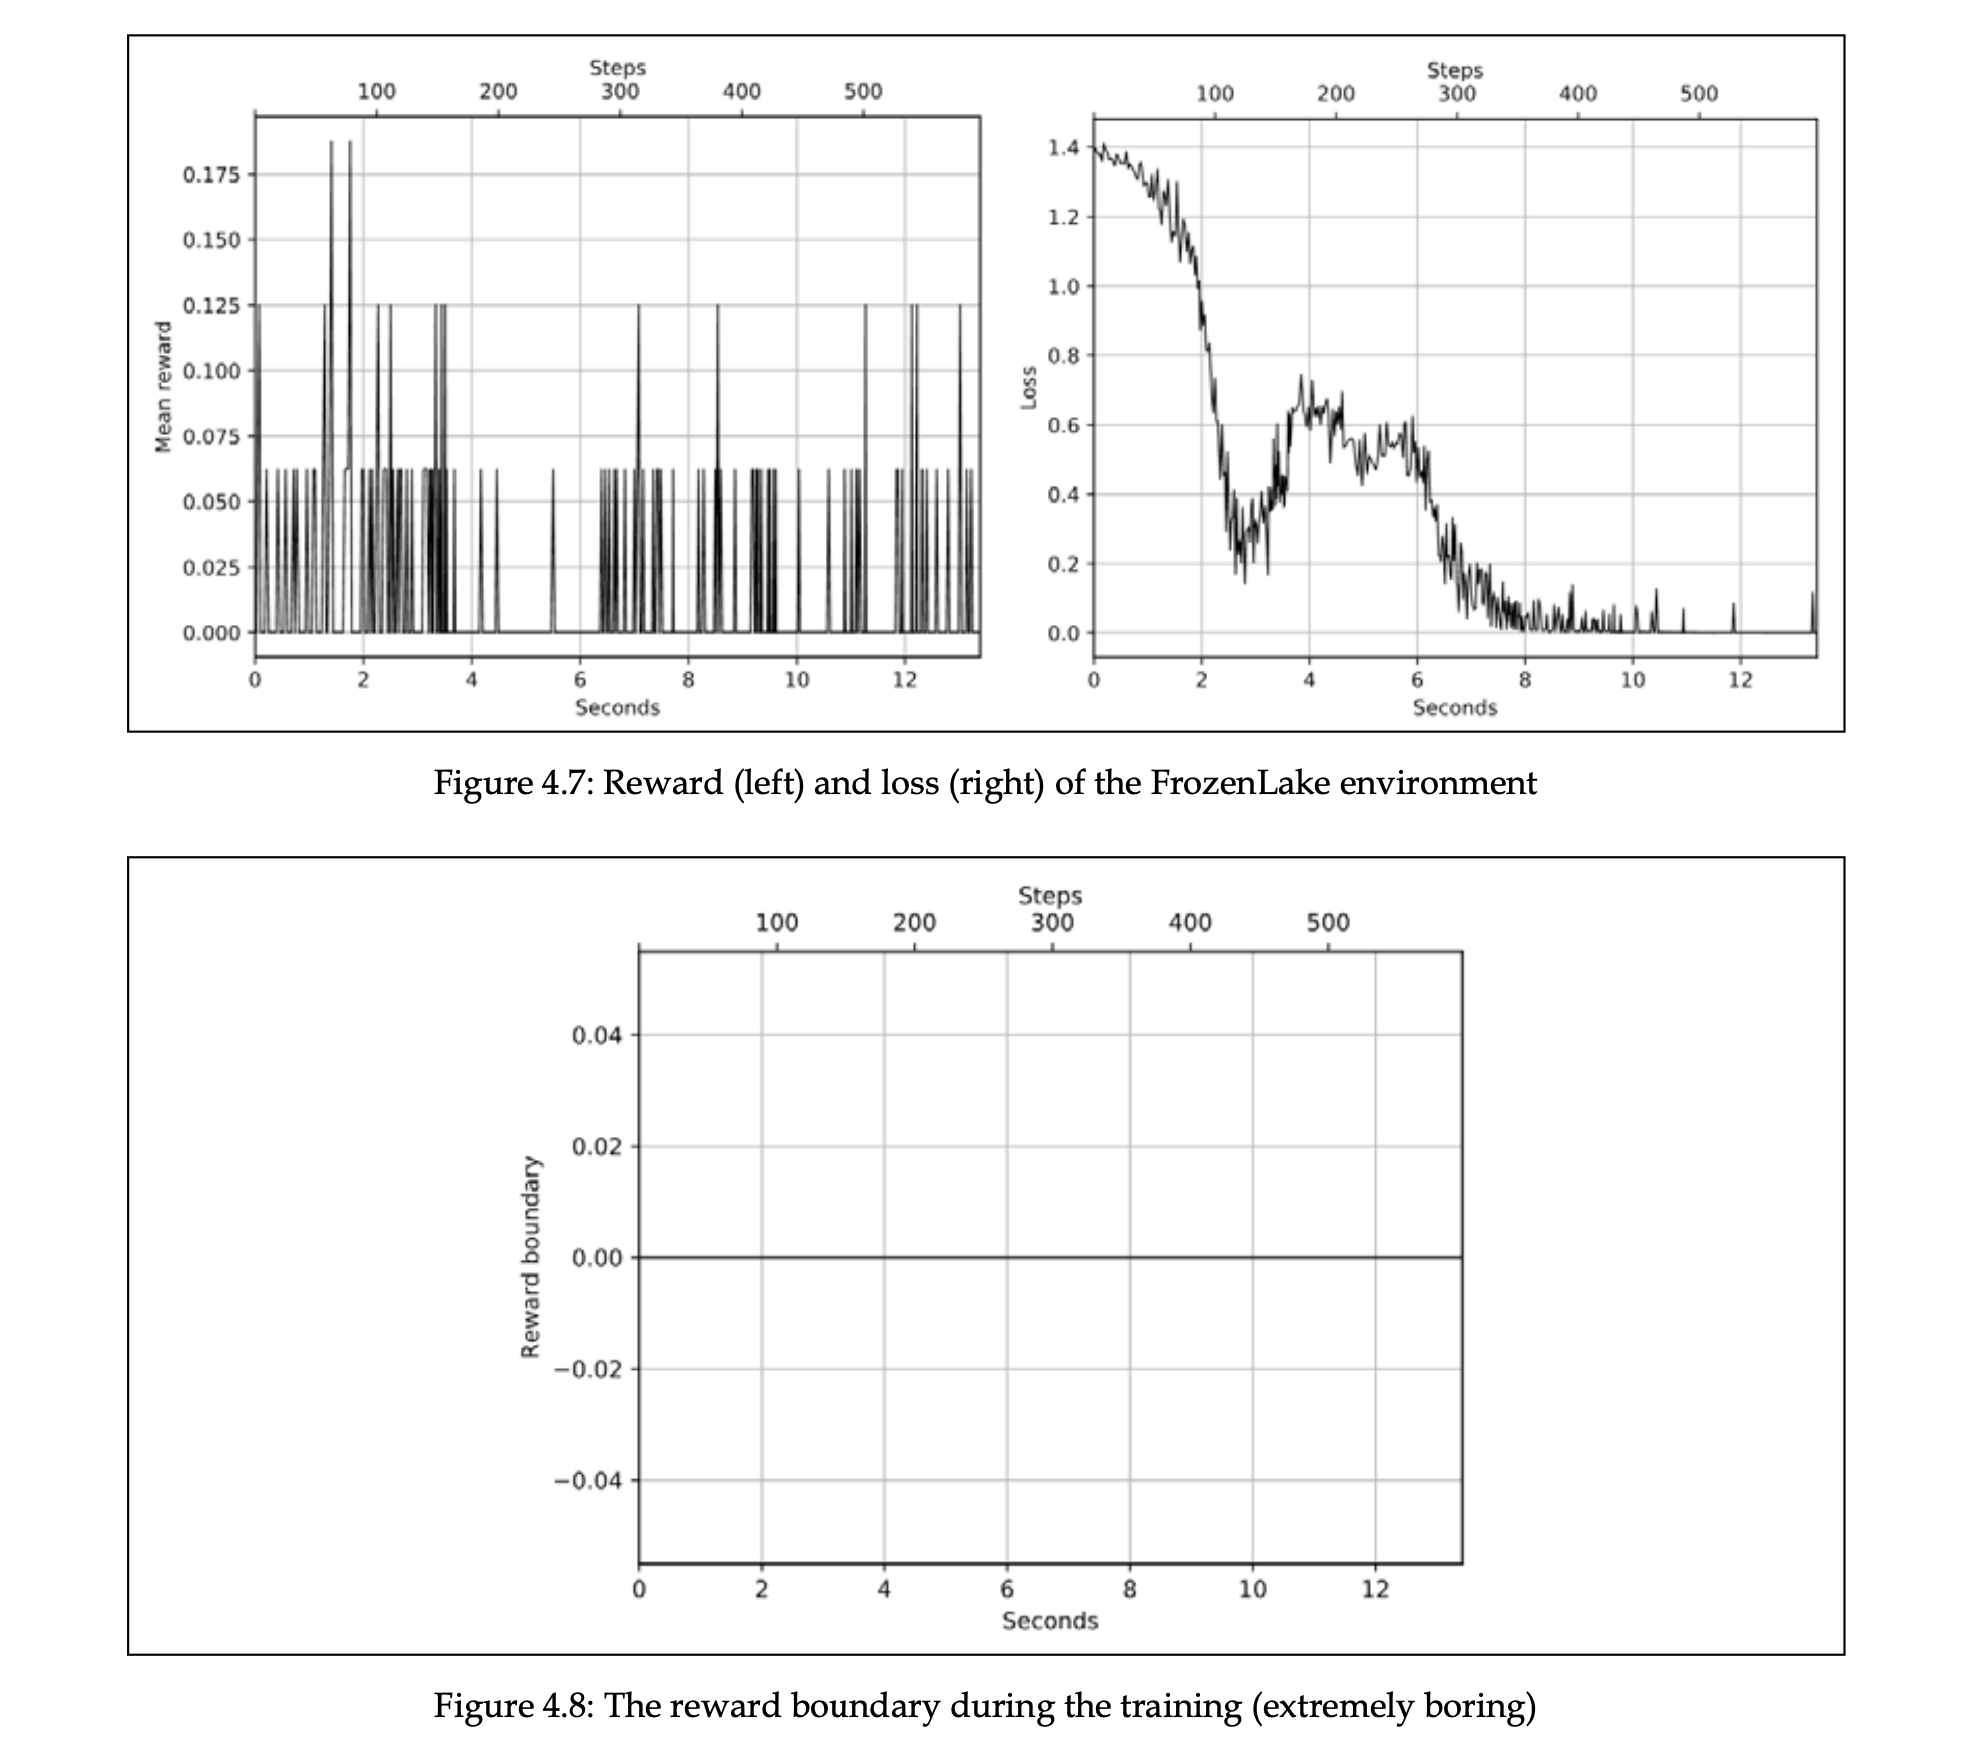 Steps
100 200 300 400 500
0.175
0.150
0.125
0.100
0.075
0.050
0.025
0.000
Mean reward
0 2 4 6 8 10 12
Seconds
Steps
100 200 300 400 500
1.4
1.2
1.0
0.8
0.6
0.4
0.2
0.0
Loss
0 2 4 6 8 10 12
Seconds
Figure 4.7: Reward (left) and loss (right) of the FrozenLake environment
Steps
100 200 300 400 500
0.04
0.02
0.00
−0.02
−0.04
Reward boundary
0 2 4 6 8 10 12
Seconds
Figure 4.8: The reward boundary during the training (extremely boring)